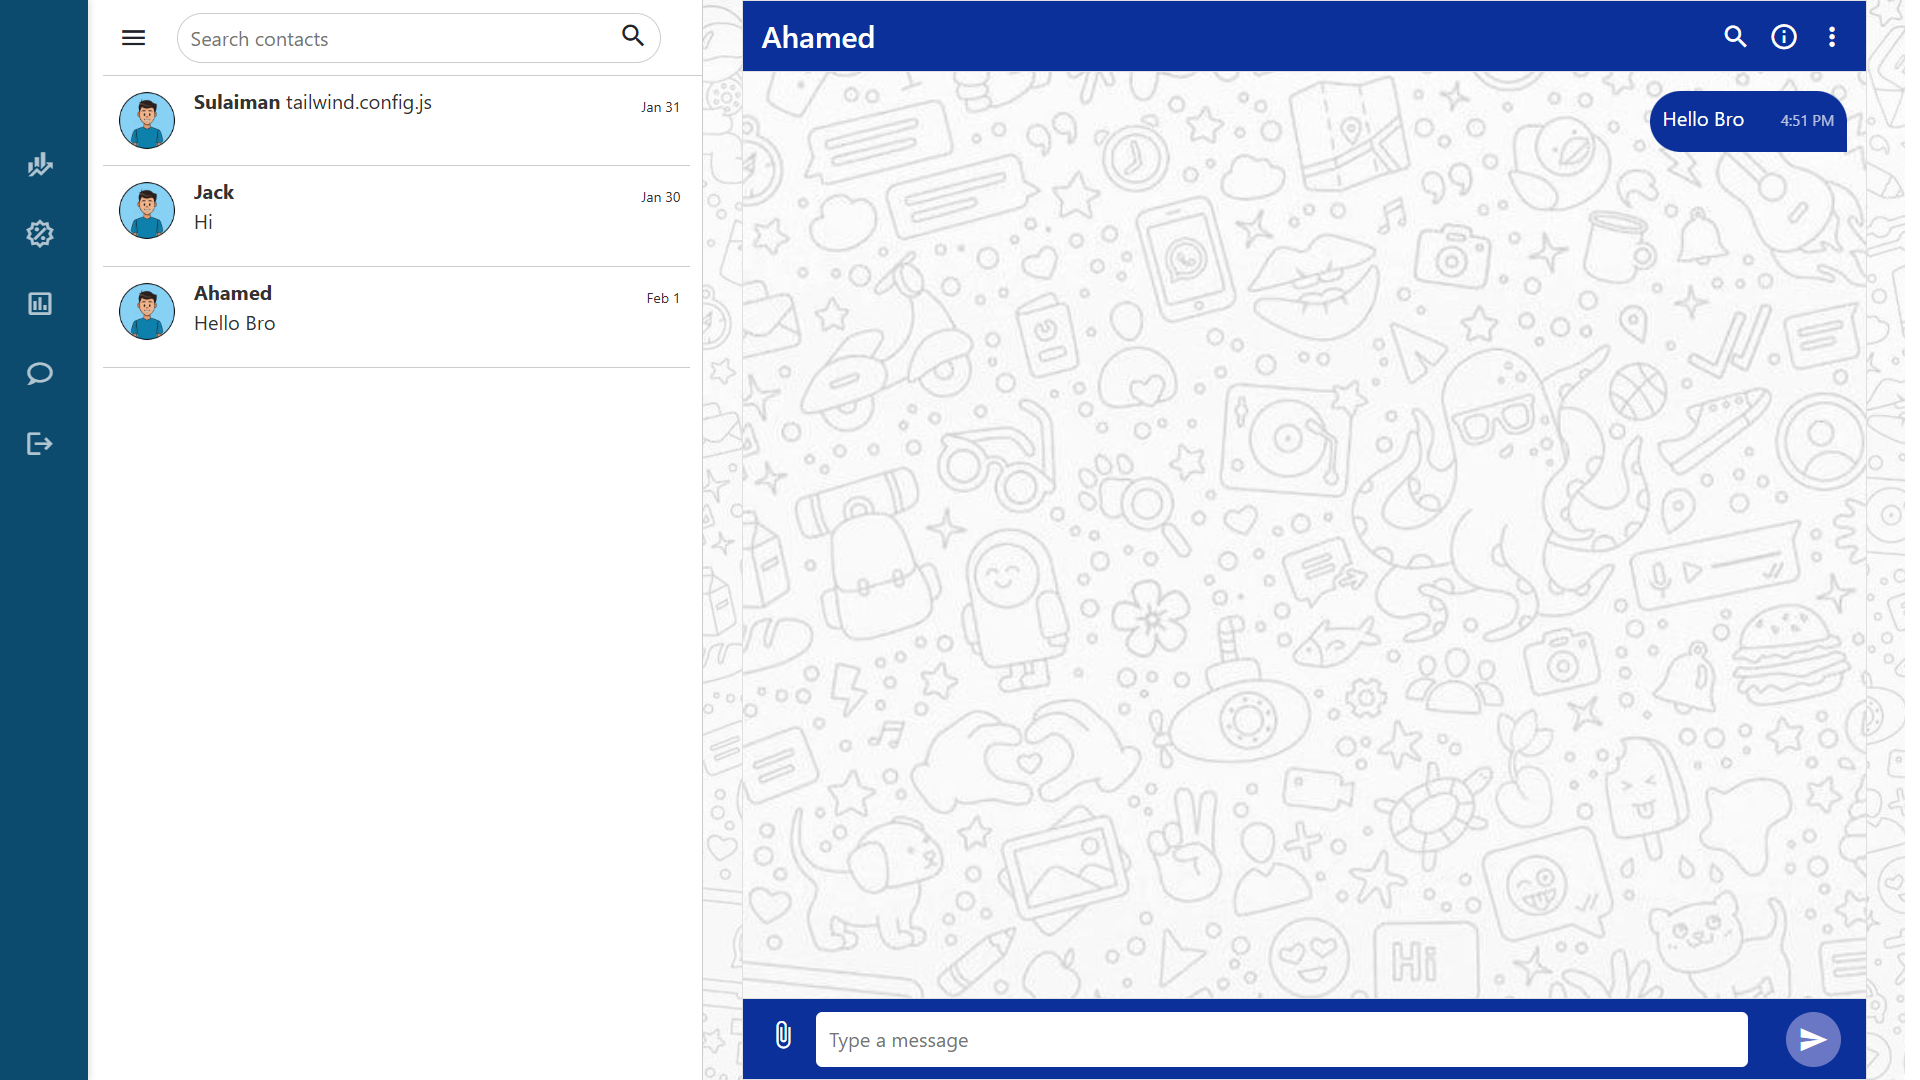 Search contacts
Sulaiman tailwind.config.js
Jan 31
Jack
Jan 30
Hi
Ahamed
Feb 1
Hello Bro
Ahamed
Hello Bro 4:51 PM
Hi
Type a message